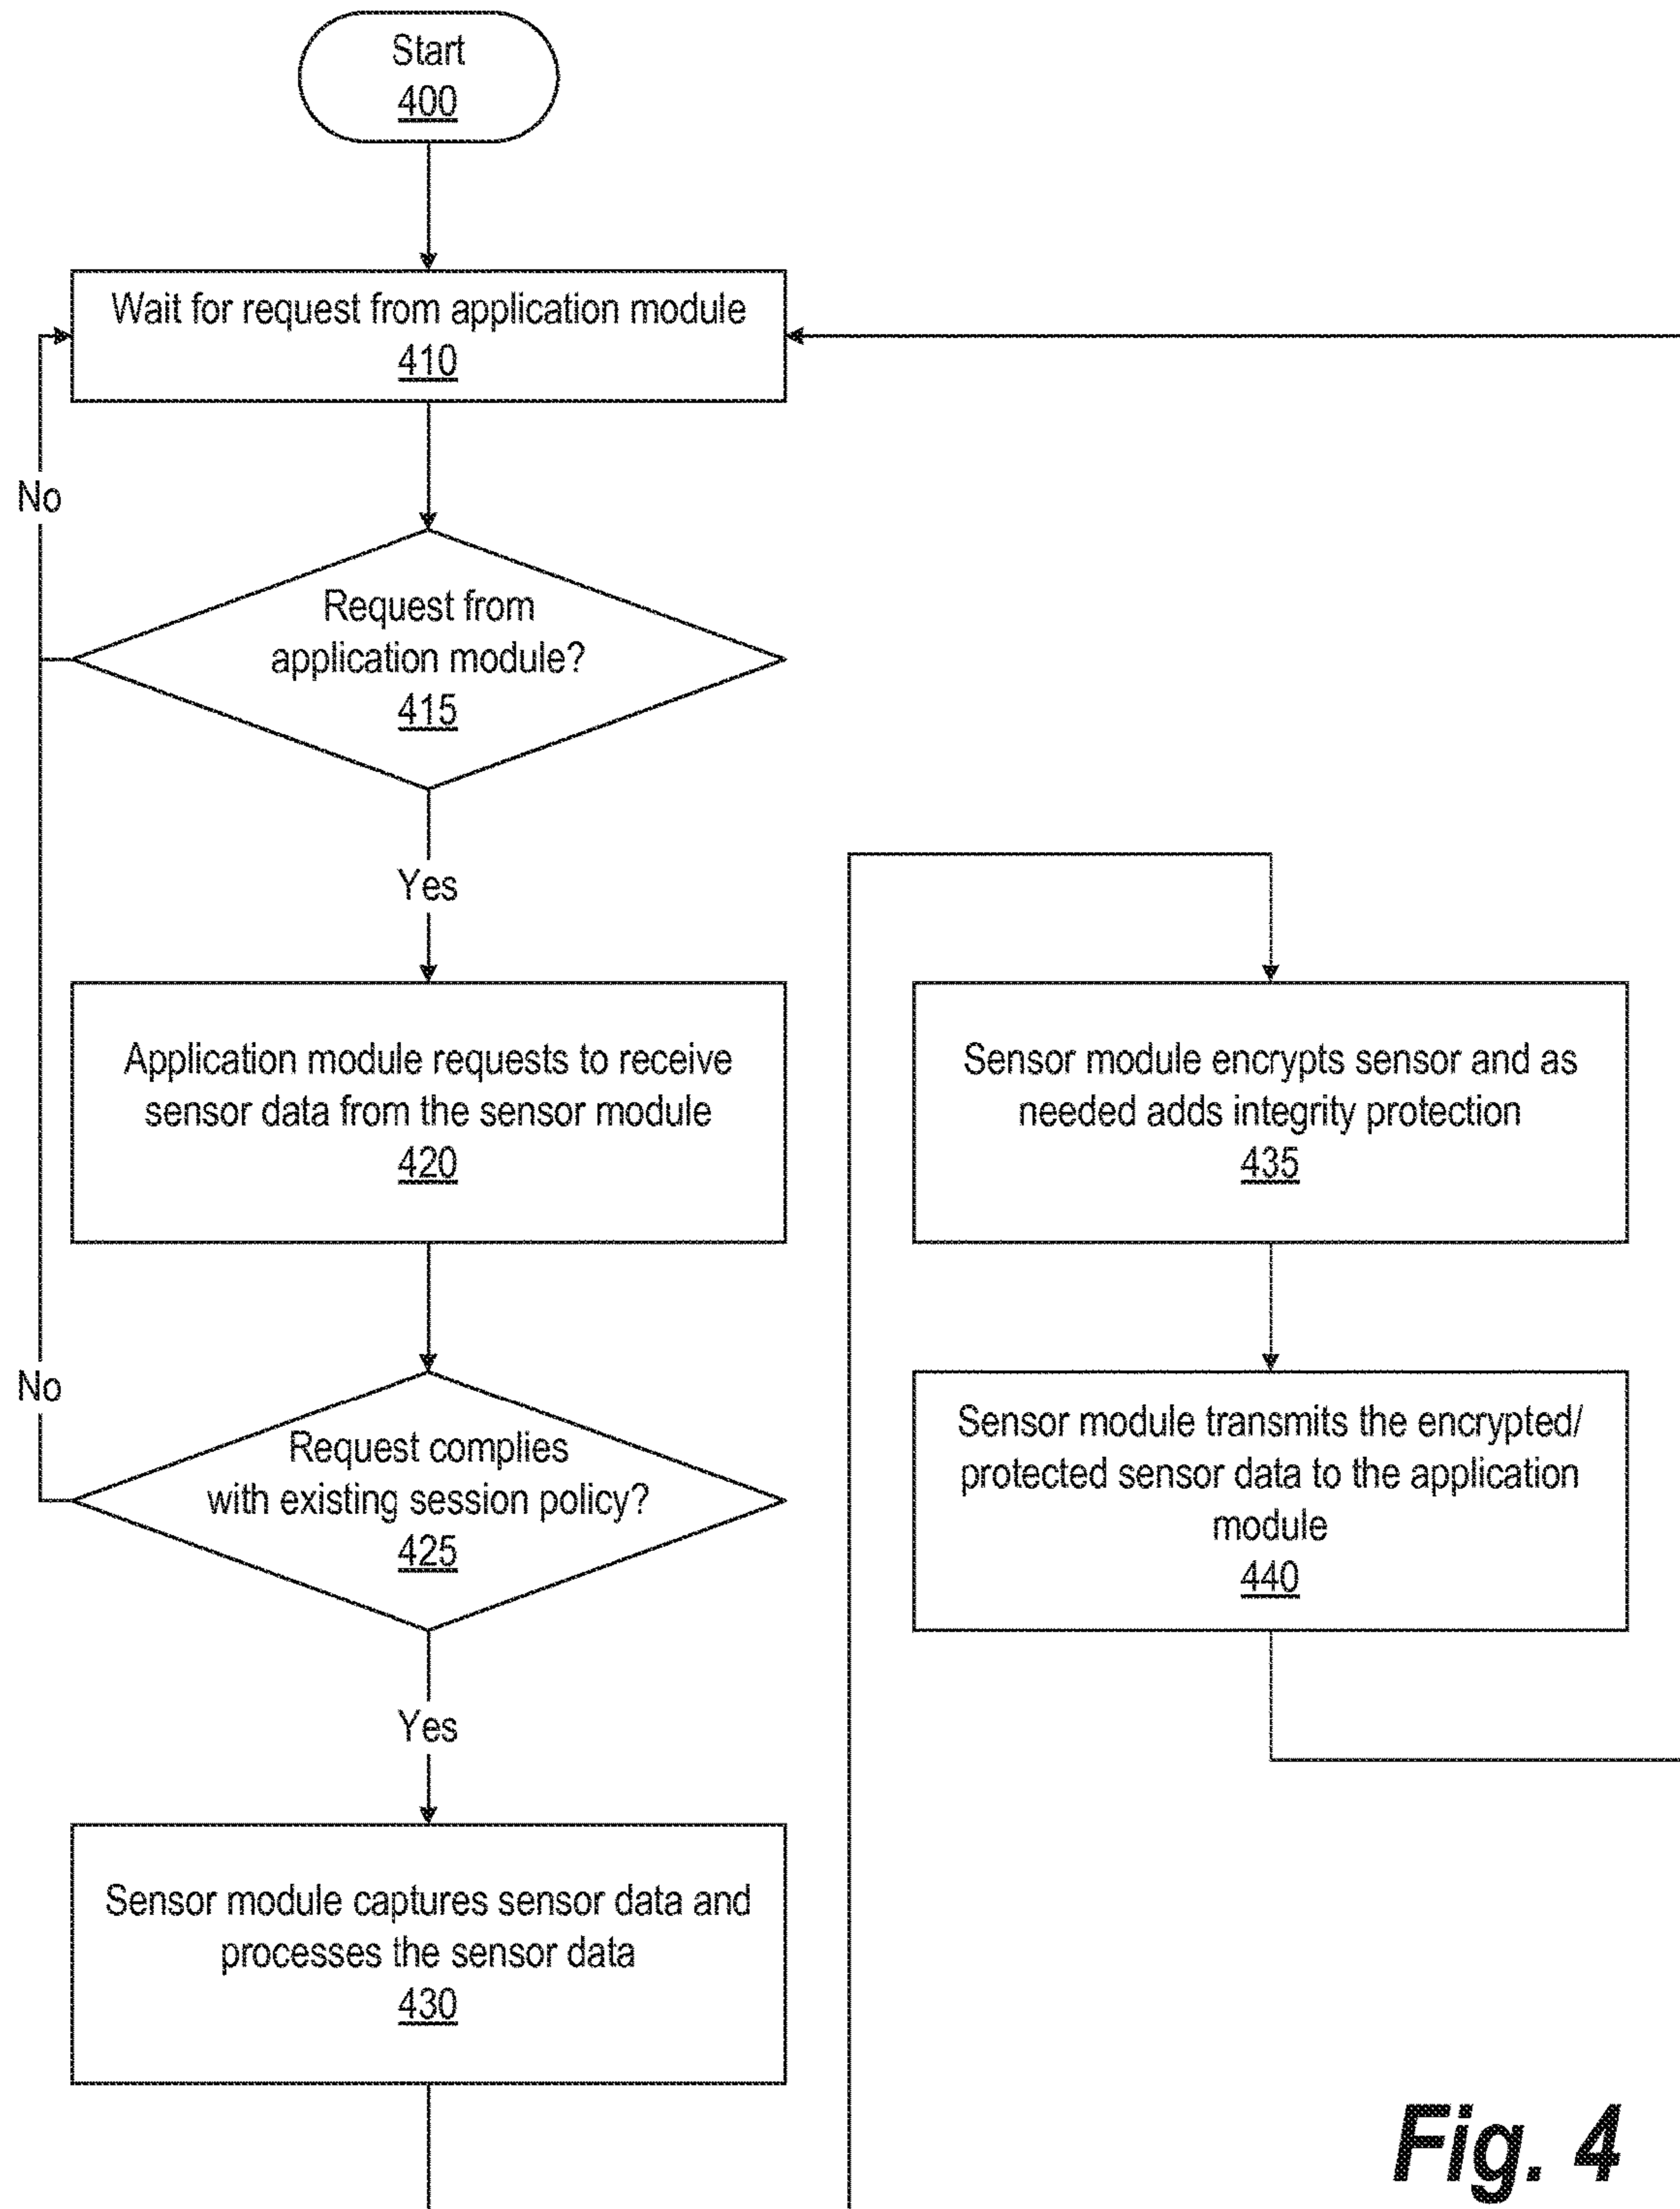 Start
400
Wait for request from application module
410
No
Request from
application module?
415
Yes
Application module requests to receive
sensor data from the sensor module
420
No
Request complies
with existing session policy?
425
Yes
Sensor module captures sensor data and
processes the sensor data
430
Sensor module encrypts sensor and as
needed adds integrity protection
435
Sensor module transmits the encrypted/
protected sensor data to the application
module
440
Fig. 4